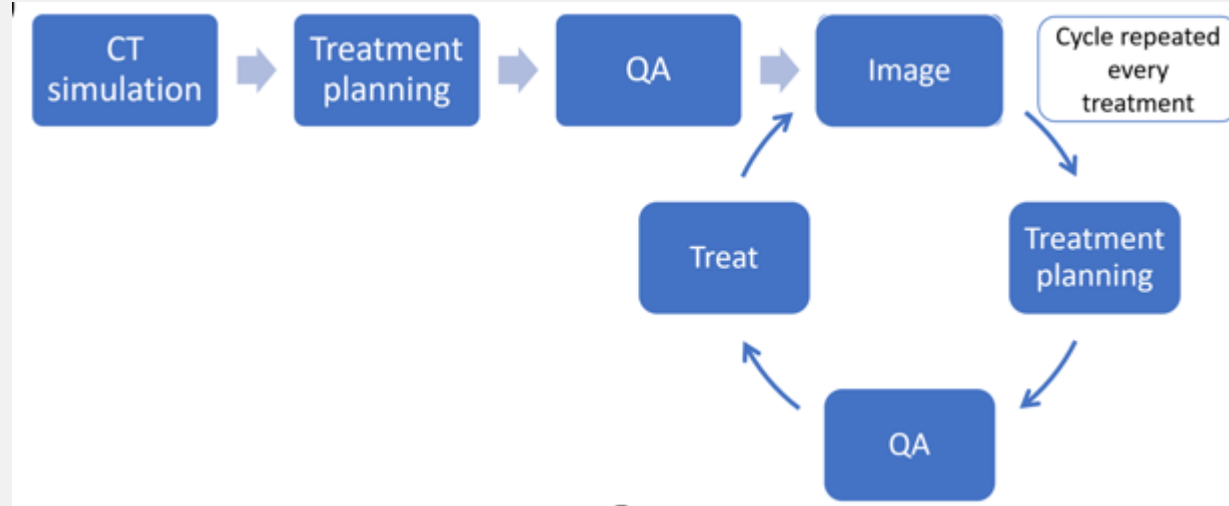 CT
simulation
Treatment
planning
QA
Image
Cycle repeated
every
treatment
Treat
Treatment
planning
QA